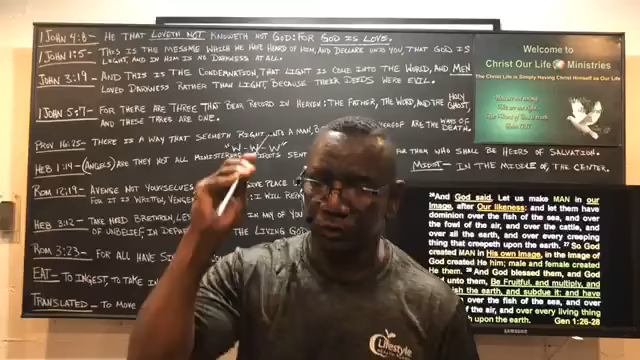 1 JOHN 4:8 - HE THAT LOVETH NOT KNOWETH NOT GOD: FOR GOD IS LOVE.
1 JOHN 1:5 - THIS IS THE MESSAGE WHICH WE HAVE HEARD OF HIM, AND DECLARE UNTO YOU, THAT GOD IS
LIGHT, AND IN HIM IS NO DARKNESS AT ALL.
JOHN 3:19 - AND THIS IS THE CONDEMNATION, THAT LIGHT IS COME INTO THE WORLD, AND MEN
LOVED DARKNESS RATHER THAN LIGHT, BECAUSE THEIR DEEDS WERE EVIL.
1 JOHN 5:7 - FOR THERE ARE THREE THAT BEAR RECORD IN HEAVEN: THE FATHER, THE WORD, AND THE HOLY GHOST,
AND THESE THREE ARE ONE.
PROV 16:25 - THERE IS A WAY THAT SEEMETH RIGHT UNTO A MAN, THEREOF ARE THE WAYS OF DEATH.
"W-W-W"
HEB 1:14 - (ANGELS) ARE THEY NOT ALL MINISTERING SENT FOR THEM WHO SHALL BE HEIRS OF SALVATION.
MIDIST - IN THE MIDDLE OF THE CENTER.
ROM 12:19 - AVENGE NOT YOURSELVES PLACE
FOR IT IS WRITTEN, I WILL
HEB 3:12 - TAKE HEED BRETHREN, IN ANY OF YOU
OF UNBELIEF, IN THE LIVING GOD
ROM 3:23 - FOR ALL HAVE
EAT - TO INGEST, TO TAKE IN
TRANSLATED - TO MOVE
Welcome to
Christ Our Life Ministries
The Christ Life is Simply Having Christ Himself as Our Life
26 And God said, Let us make MAN in our
Image, after Our likeness: and let them have
dominion over the fish of the sea, and over
the fowl of the air, and over the cattle, and
over all the earth, and over every creeping
thing that creepeth upon the earth. 27 So God
created MAN in His own Image, in the Image of
God created He him; male and female created
He them. 28 And God blessed them, and God
unto them, Be Fruitful, and multiply, and
the earth, and subdue it: and have
over the fish of the sea, and over
of the air, and over every living thing
upon the earth. Gen 1:26-28
SAMSUNG
Lifestyle